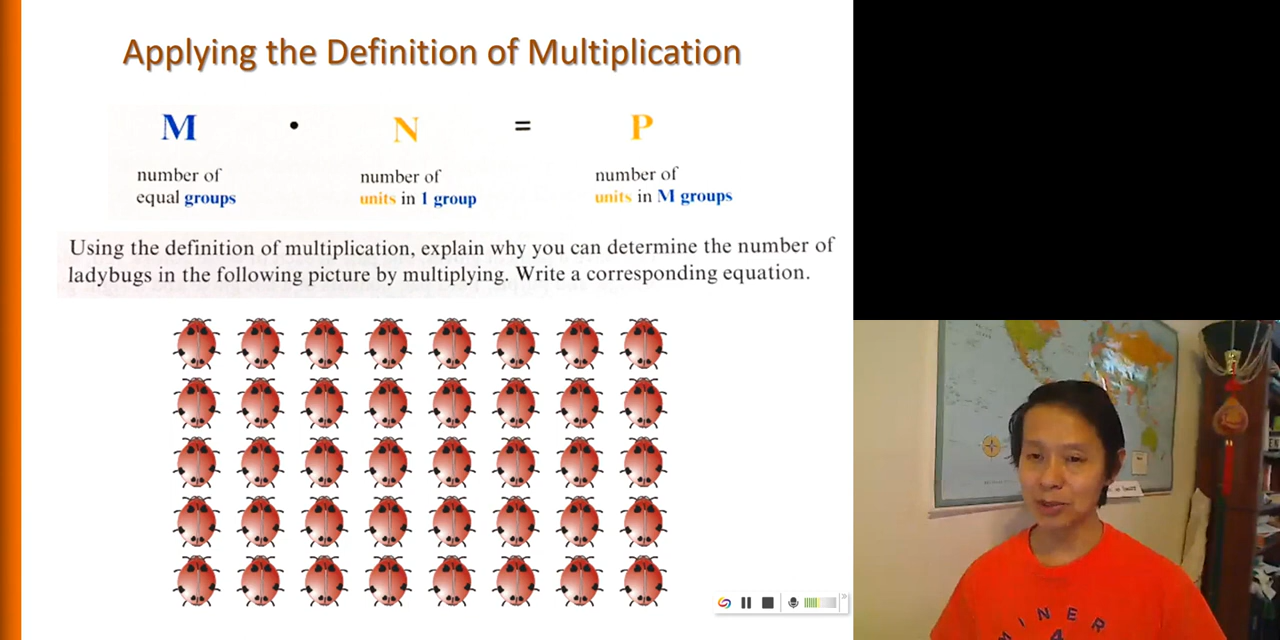 Applying the Definition of Multiplication
M • N = P
number of number of number of
equal groups units in 1 group units in M groups
Using the definition of multiplication, explain why you can determine the number of
ladybugs in the following picture by multiplying. Write a corresponding equation.
MINER
4